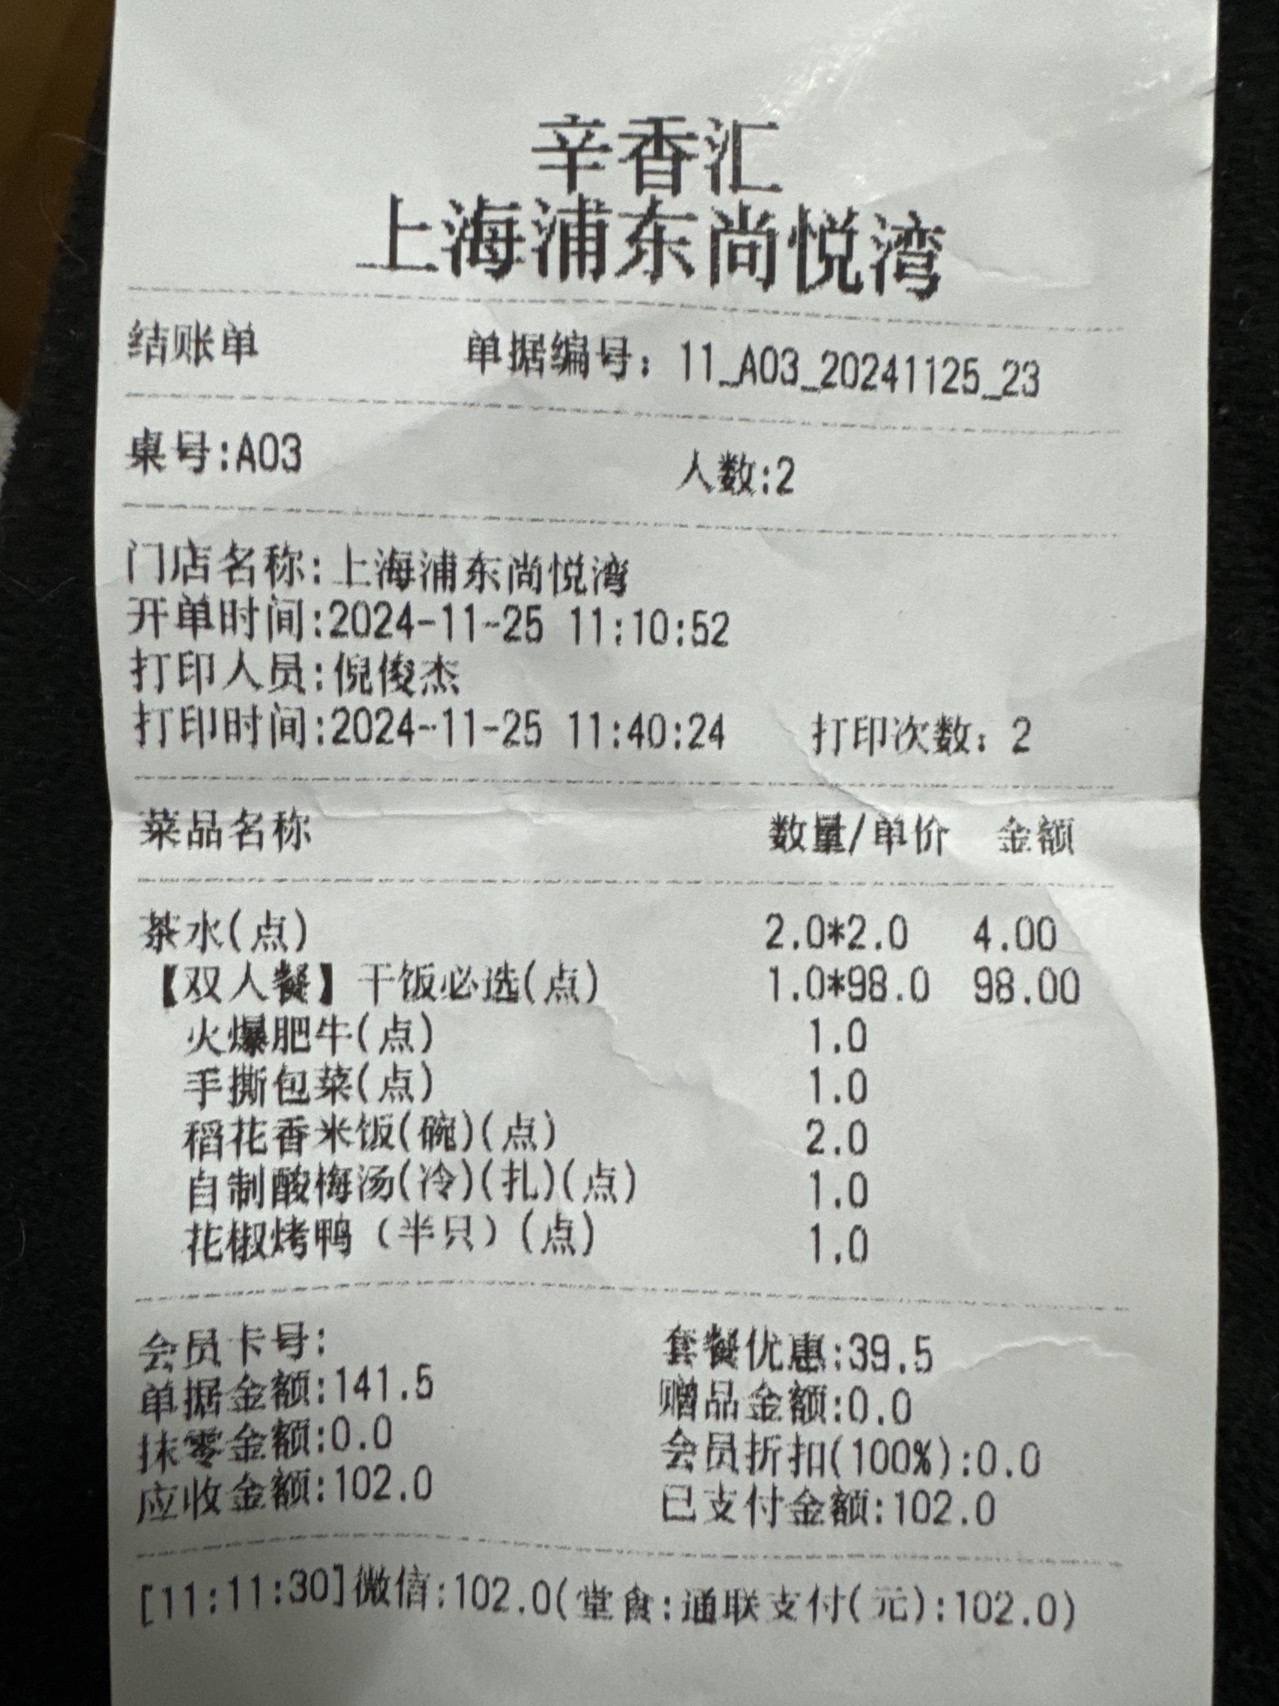 辛香汇
上海浦东尚悦湾
结账单 单据编号：11_A03_20241125_23
桌号:A03 人数:2
门店名称:上海浦东尚悦湾
开单时间:2024-11-25 11:10:52
打印人员:倪俊杰
打印时间:2024-11-25 11:40:24 打印次数：2
菜品名称 数量/单价 金额
茶水(点) 2.0*2.0 4.00
【双人餐】干饭必选(点) 1.0*98.0 98.00
火爆肥牛(点) 1.0
手撕包菜(点) 1.0
稻花香米饭(碗)(点) 2.0
自制酸梅汤(冷)(扎)(点) 1.0
花椒烤鸭（半只）(点) 1.0
会员卡号: 套餐优惠:39.5
单据金额:141.5 赠品金额:0.0
抹零金额:0.0 会员折扣(100%):0.0
应收金额:102.0 已支付金额:102.0
[11:11:30]微信:102.0(堂食:通联支付(元):102.0)